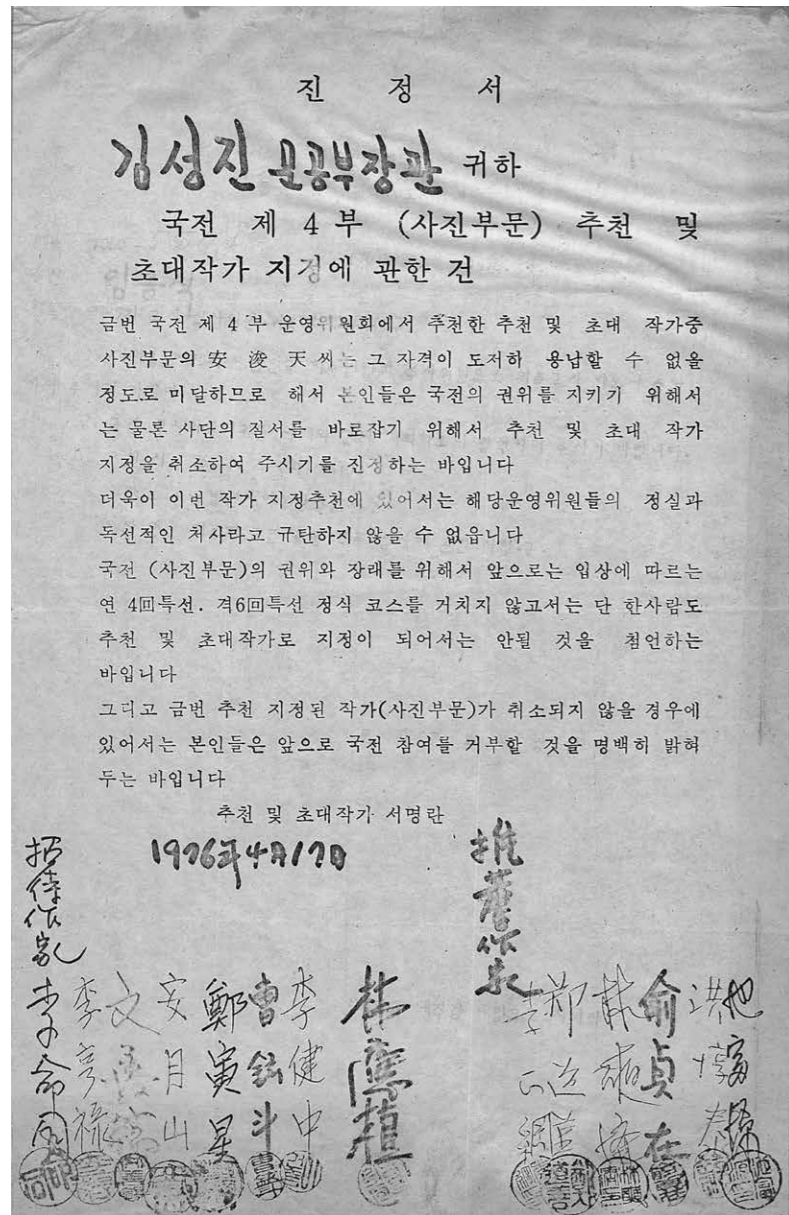 진 정 서
김성진 문공부장관 귀하
국전 제 4 부 (사진부문) 추천 및
초대작가 지정에 관한 건
금번 국전 제 4 부 운영위원회에서 추천한 추천 및 초대 작가중
사진부문의 安 浚 天 씨는 그 자격이 도저히 용납할 수 없을
정도로 미달하므로 해서 본인들은 국전의 권위를 지키기 위해서
는 물론 사단의 질서를 바로잡기 위해서 추천 및 초대 작가
지정을 취소하여 주시기를 진정하는 바입니다
더욱이 이번 작가 지정추천에 있어서는 해당운영위원들의 정실과
독선적인 처사라고 규탄하지 않을 수 없읍니다
국전 (사진부문)의 권위와 장래를 위해서 앞으로는 입상에 따르는
연 4回특선. 격6回특선 정식 코스를 거치지 않고서는 단 한사람도
추천 및 초대작가로 지정이 되어서는 안될 것을 첨언하는
바입니다
그리고 금번 추천 지정된 작가(사진부문)가 취소되지 않을 경우에
있어서는 본인들은 앞으로 국전 참여를 거부할 것을 명백히 밝혀
두는 바입니다
추천 및 초대작가 서명란
1976年4月17日
招待作家
李命同
李亨祿
安月山
鄭寅星
曹鉉斗
李健中
林應植
推薦作家
兪貞在